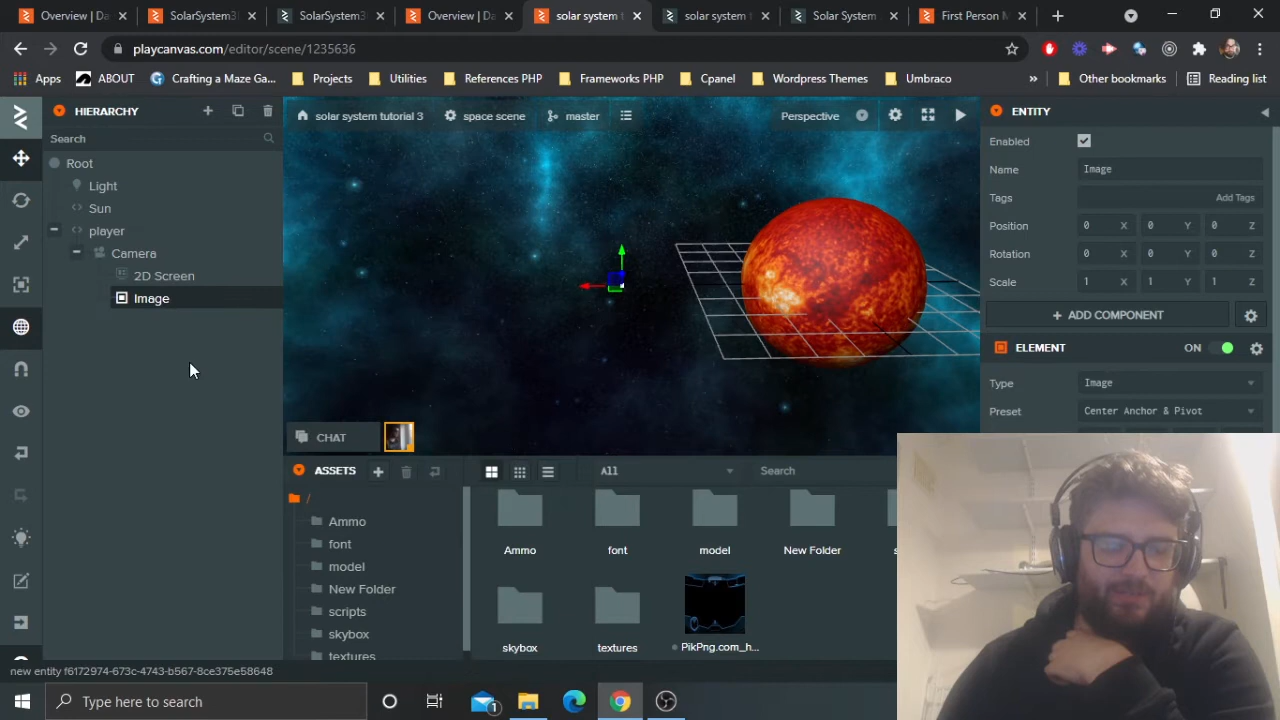 Overview | Da
SolarSystem3
SolarSystem3
Overview | Da
solar system t
solar system t
Solar System
First Person M
playcanvas.com/editor/scene/1235636
Apps
ABOUT
Crafting a Maze Ga...
Projects
Utilities
References PHP
Frameworks PHP
Cpanel
Wordpress Themes
Umbraco
»
Other bookmarks
Reading list
HIERARCHY
Search
Root
Light
Sun
player
Camera
2D Screen
Image
solar system tutorial 3
space scene
master
Perspective
CHAT
ENTITY
Enabled
Name
Image
Tags
Add Tags
Position
0 X 0 Y 0 Z
Rotation
0 X 0 Y 0 Z
Scale
1 X 1 Y 1 Z
+ ADD COMPONENT
ELEMENT
ON
Type
Image
Preset
Center Anchor & Pivot
ASSETS
All
Search
/
Ammo
font
model
New Folder
scripts
skybox
textures
Ammo
font
model
New Folder
skybox
textures
PikPng.com_h...
new entity f6172974-673c-4743-b567-8ce375e58648
Type here to search
1